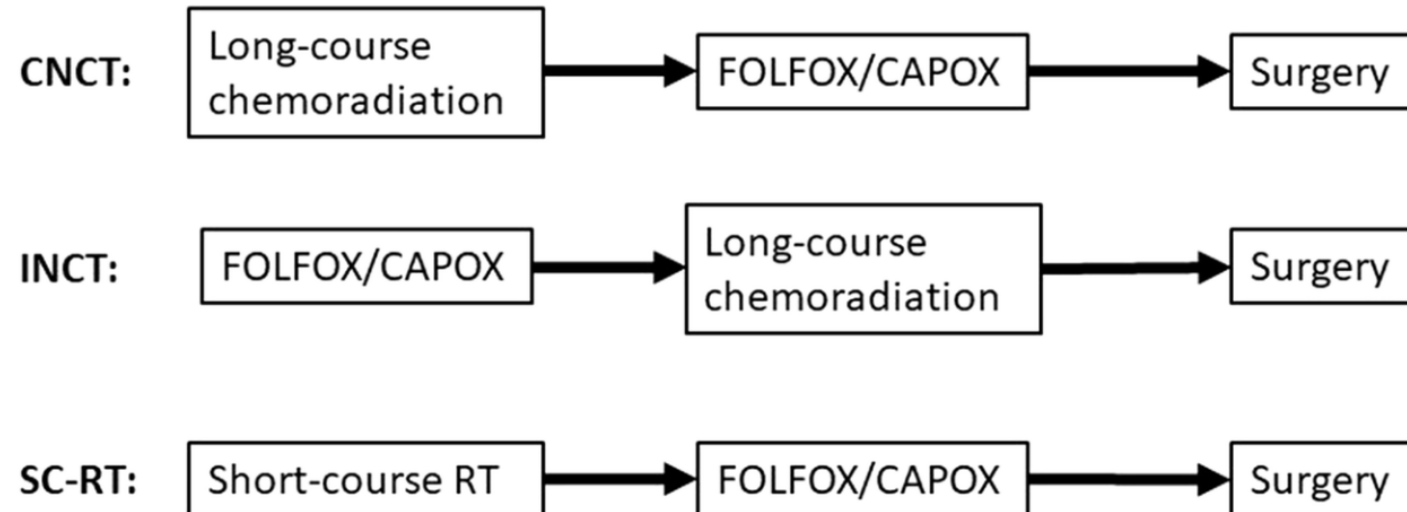 CNCT:
Long-course
chemoradiation
FOLFOX/CAPOX
Surgery
INCT:
FOLFOX/CAPOX
Long-course
chemoradiation
Surgery
SC-RT:
Short-course RT
FOLFOX/CAPOX
Surgery